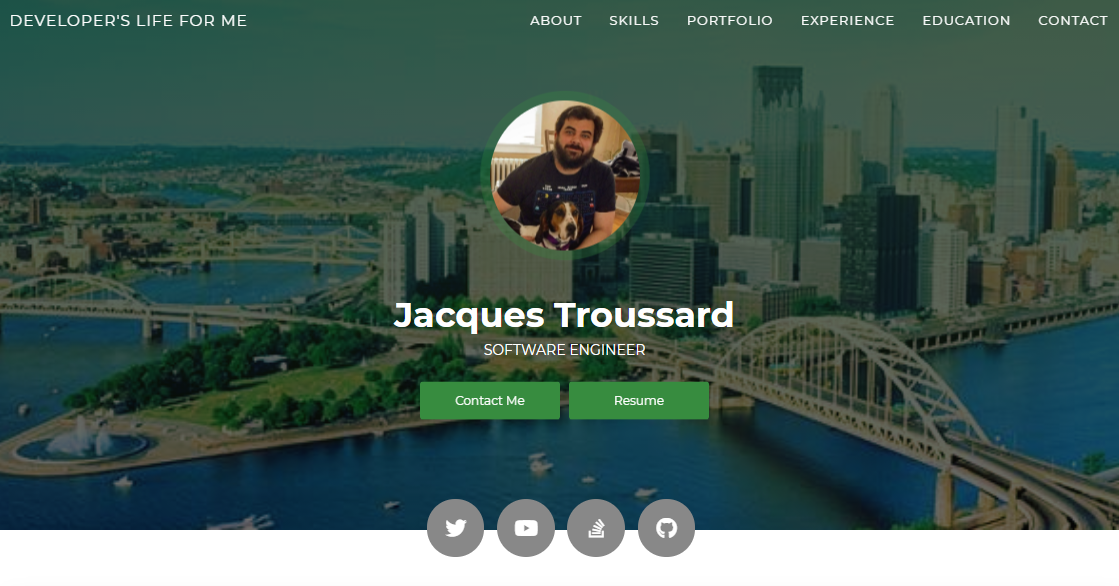 DEVELOPER'S LIFE FOR ME
ABOUT SKILLS PORTFOLIO EXPERIENCE EDUCATION CONTACT
Jacques Troussard
SOFTWARE ENGINEER
Contact Me Resume